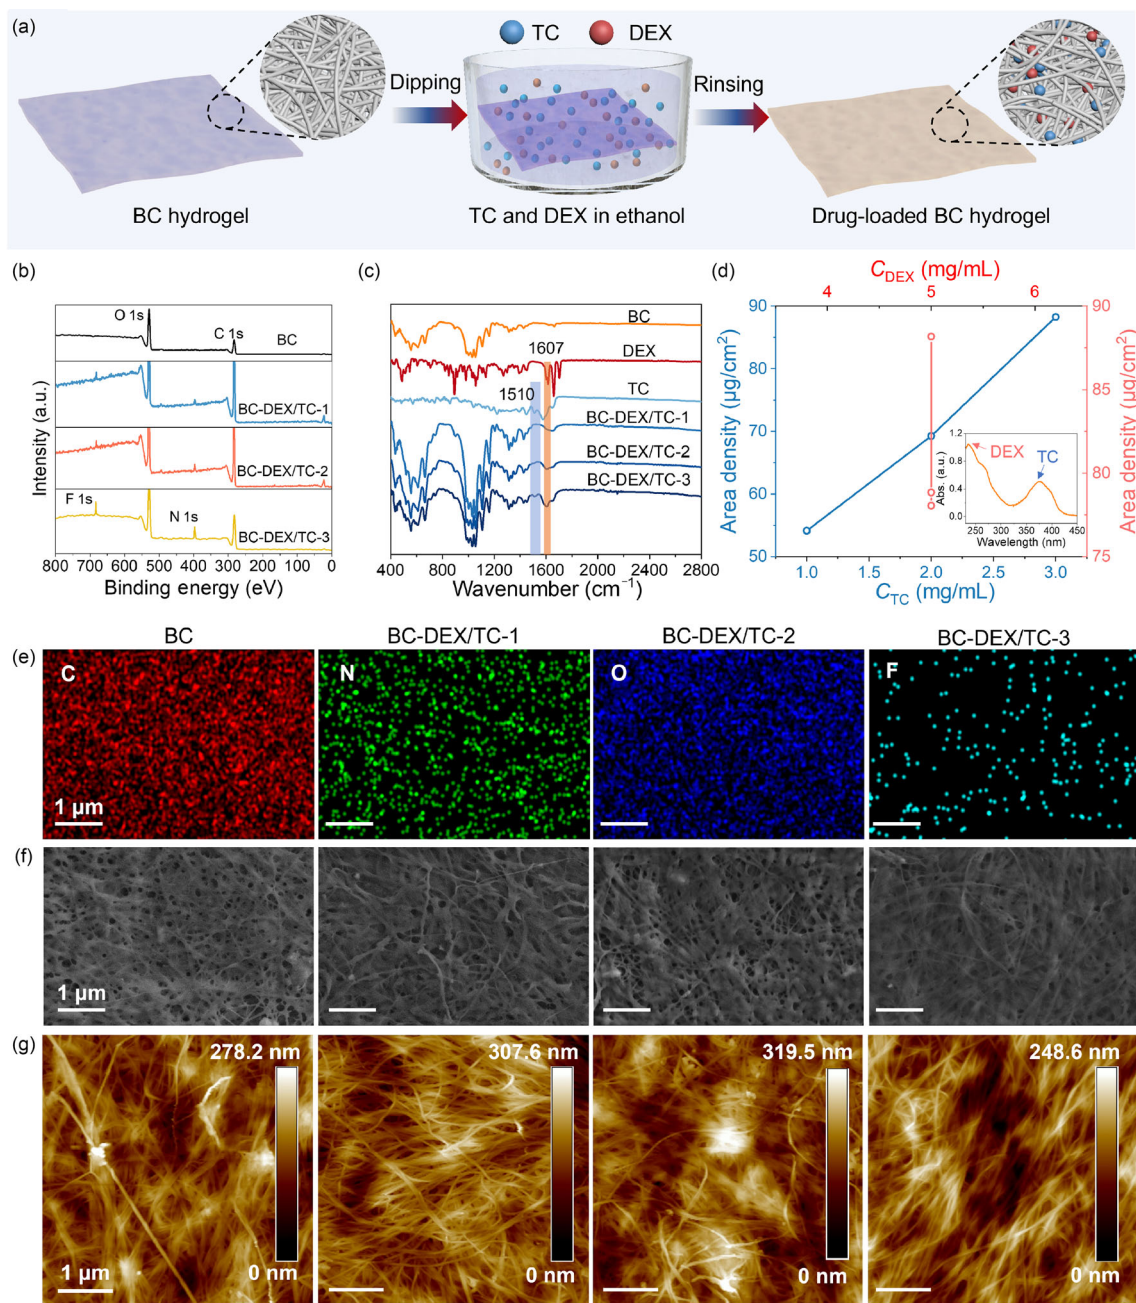 (a)
TC DEX
Dipping
Rinsing
BC hydrogel
TC and DEX in ethanol
Drug-loaded BC hydrogel
(b)
O 1s
C 1s
BC
BC-DEX/TC-1
BC-DEX/TC-2
F 1s
N 1s
BC-DEX/TC-3
Intensity (a.u.)
800 700 600 500 400 300 200 100 0
Binding energy (eV)
(c)
BC
1607
DEX
TC
1510
BC-DEX/TC-1
BC-DEX/TC-2
BC-DEX/TC-3
400 800 1200 1600 2000 2400 2800
Wavenumber (cm⁻¹)
(d)
C_DEX (mg/mL)
4 5 6
90
80
70
60
50
Area density (µg/cm²)
90
85
80
75
Area density (µg/cm²)
1.2
0.8
0.4
0.0
Abs. (a.u.)
DEX
TC
250 300 350 400 450
Wavelength (nm)
1.0 1.5 2.0 2.5 3.0
C_TC (mg/mL)
BC BC-DEX/TC-1 BC-DEX/TC-2 BC-DEX/TC-3
(e)
C N O F
1 µm
(f)
1 µm
(g)
278.2 nm 307.6 nm 319.5 nm 248.6 nm
1 µm
0 nm 0 nm 0 nm 0 nm